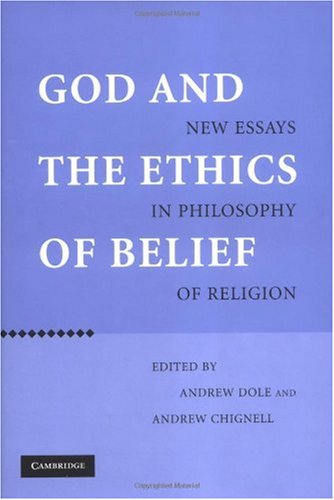 GOD AND
NEW ESSAYS
THE ETHICS
IN PHILOSOPHY
OF BELIEF
OF RELIGION
EDITED BY
ANDREW DOLE AND
ANDREW CHIGNELL
CAMBRIDGE